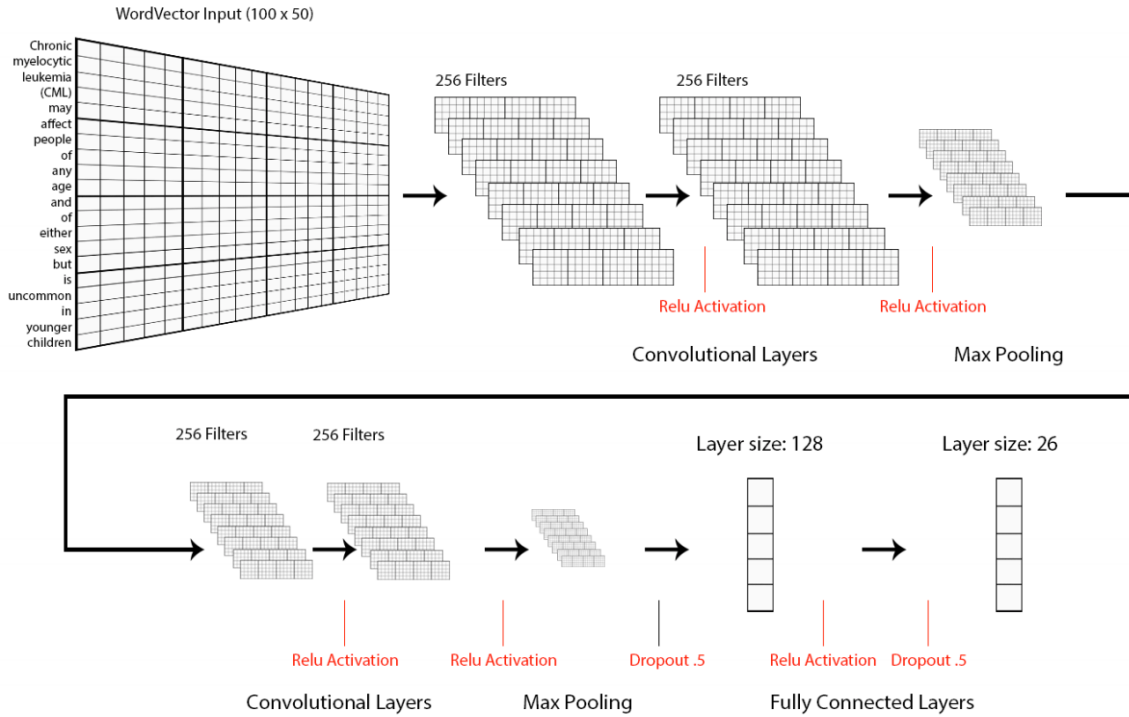 WordVector Input (100 x 50)
Chronic
myelocytic
leukemia
(CML)
may
affect
people
of
any
age
and
of
either
sex
but
is
uncommon
in
younger
children
256 Filters
256 Filters
Relu Activation
Relu Activation
Convolutional Layers
Max Pooling
256 Filters
256 Filters
Layer size: 128
Layer size: 26
Relu Activation
Relu Activation
Dropout .5
Relu Activation
Dropout .5
Convolutional Layers
Max Pooling
Fully Connected Layers